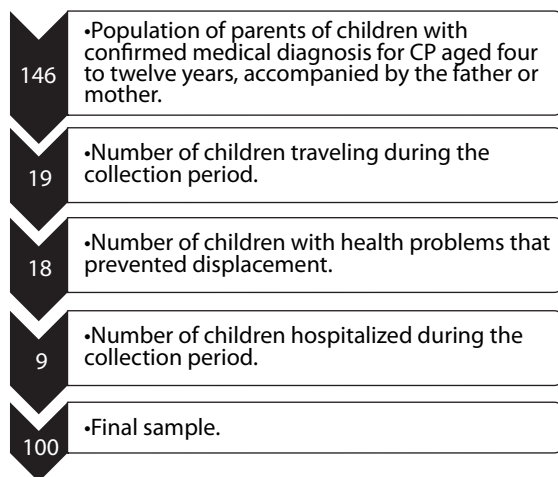 146
•Population of parents of children with
confirmed medical diagnosis for CP aged four
to twelve years, accompanied by the father or
mother.
19
•Number of children traveling during the
collection period.
18
•Number of children with health problems that
prevented displacement.
9
•Number of children hospitalized during the
collection period.
100
•Final sample.